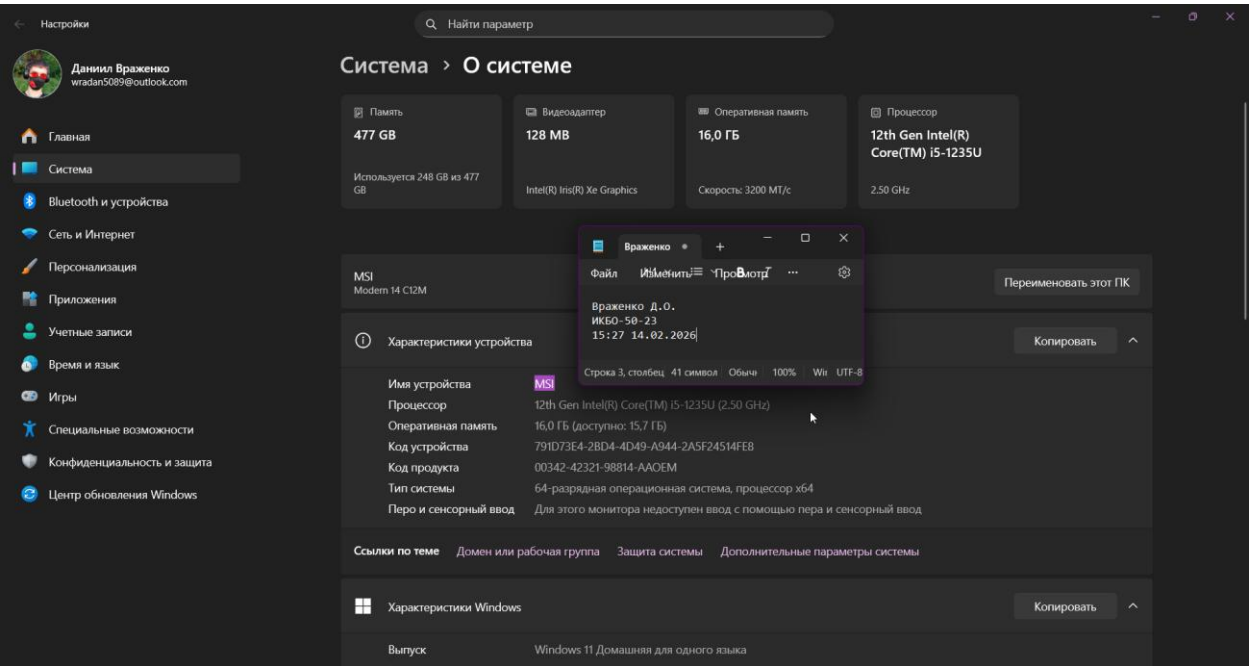 Настройки
Найти параметр
Даниил Враженко
wradan5089@outlook.com
Главная
Система
Bluetooth и устройства
Сеть и Интернет
Персонализация
Приложения
Учетные записи
Время и язык
Игры
Специальные возможности
Конфиденциальность и защита
Центр обновления Windows
Система > О системе
Память
477 GB
Используется 248 GB из 477
GB
Видеоадаптер
128 MB
Intel(R) Iris(R) Xe Graphics
Оперативная память
16,0 ГБ
Скорость: 3200 МТ/с
Процессор
12th Gen Intel(R)
Core(TM) i5-1235U
2.50 GHz
MSI
Modern 14 C12M
Переименовать этот ПК
Враженко
Файл Изменить Просмотр ...
Враженко Д.О.
ИКБО-50-23
15:27 14.02.2026
Строка 3, столбец 41 символ Обычн 100% Wi UTF-8
Характеристики устройства
Копировать
Имя устройства MSI
Процессор 12th Gen Intel(R) Core(TM) i5-1235U (2.50 GHz)
Оперативная память 16,0 ГБ (доступно: 15,7 ГБ)
Код устройства 791D73E4-2BD4-4D49-A944-2A5F24514FE8
Код продукта 00342-42321-98814-AAOEM
Тип системы 64-разрядная операционная система, процессор x64
Перо и сенсорный ввод Для этого монитора недоступен ввод с помощью пера и сенсорный ввод
Ссылки по теме Домен или рабочая группа Защита системы Дополнительные параметры системы
Характеристики Windows
Копировать
Выпуск Windows 11 Домашняя для одного языка